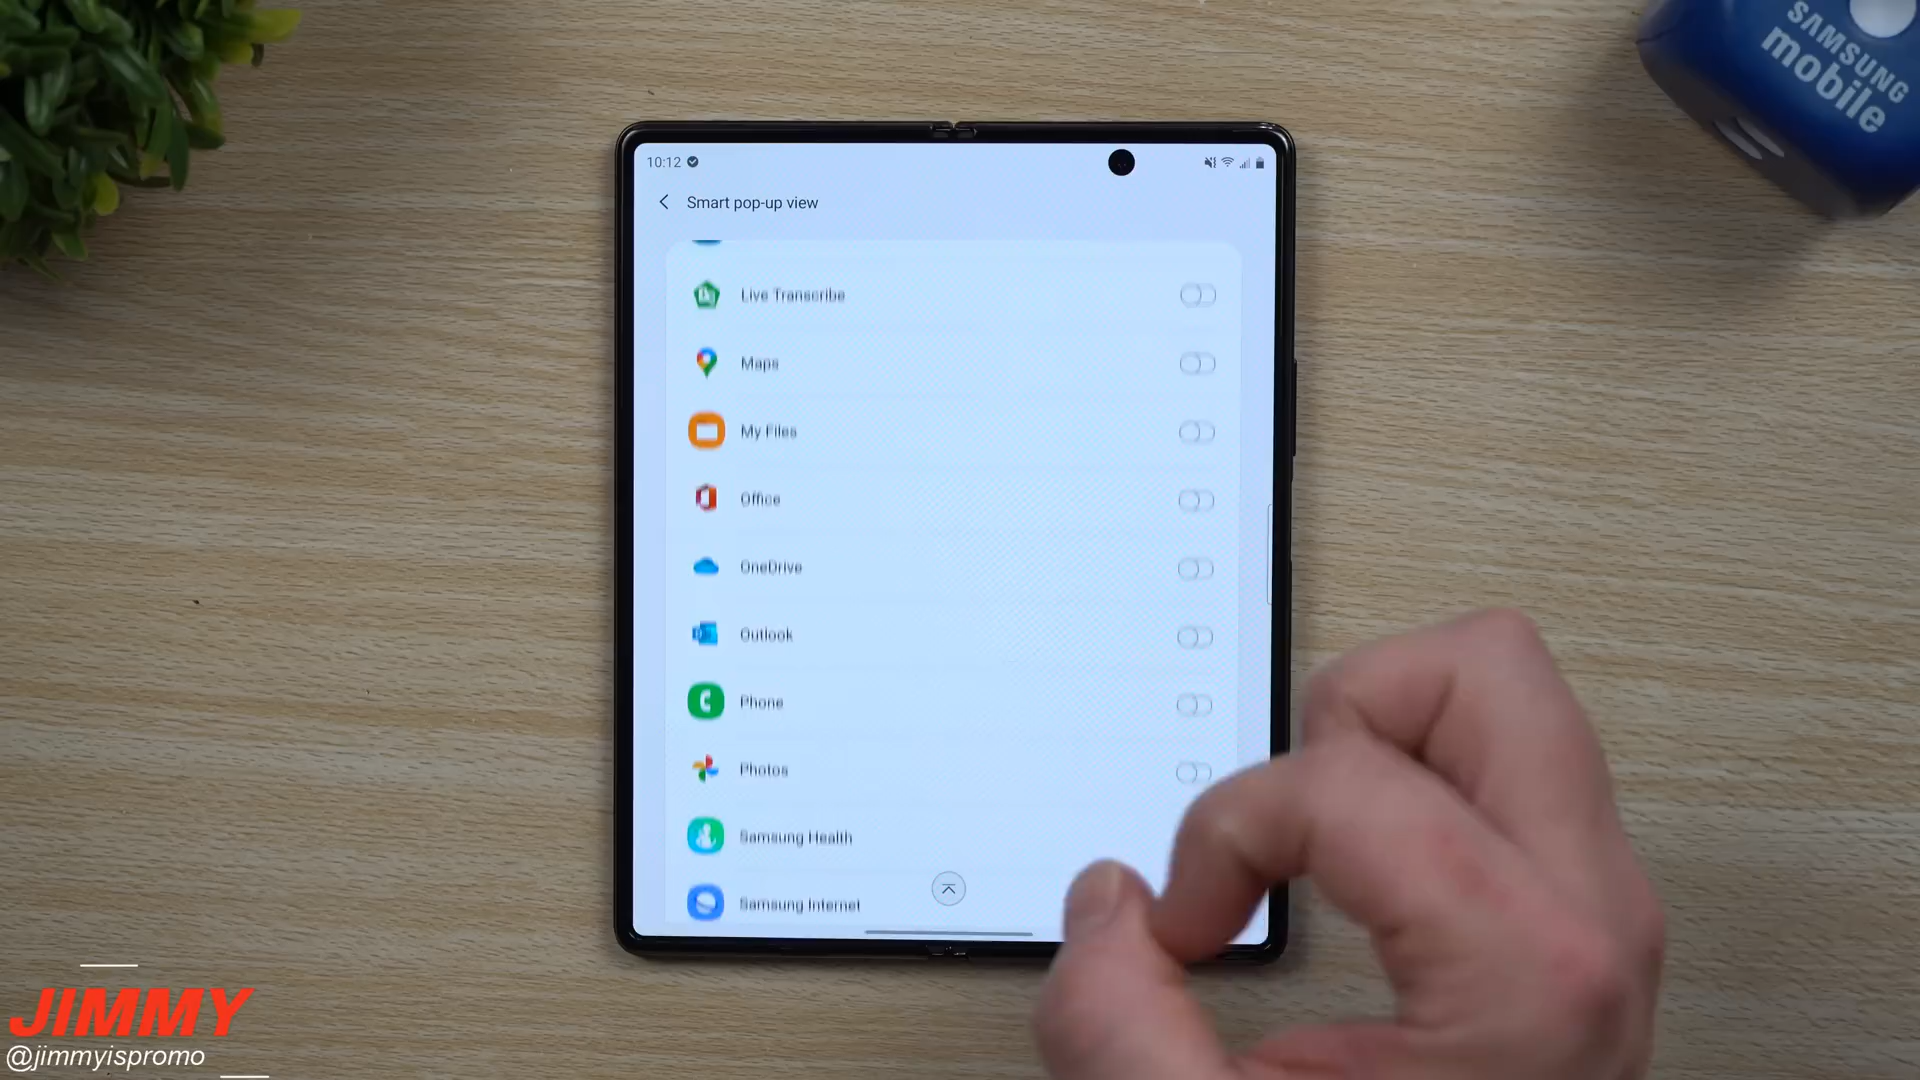 SAMSUNG
mobile
10:12
Smart pop-up view
Live Transcribe
Maps
My Files
Office
OneDrive
Outlook
Phone
Photos
Samsung Health
Samsung Internet
JIMMY
@jimmyispromo